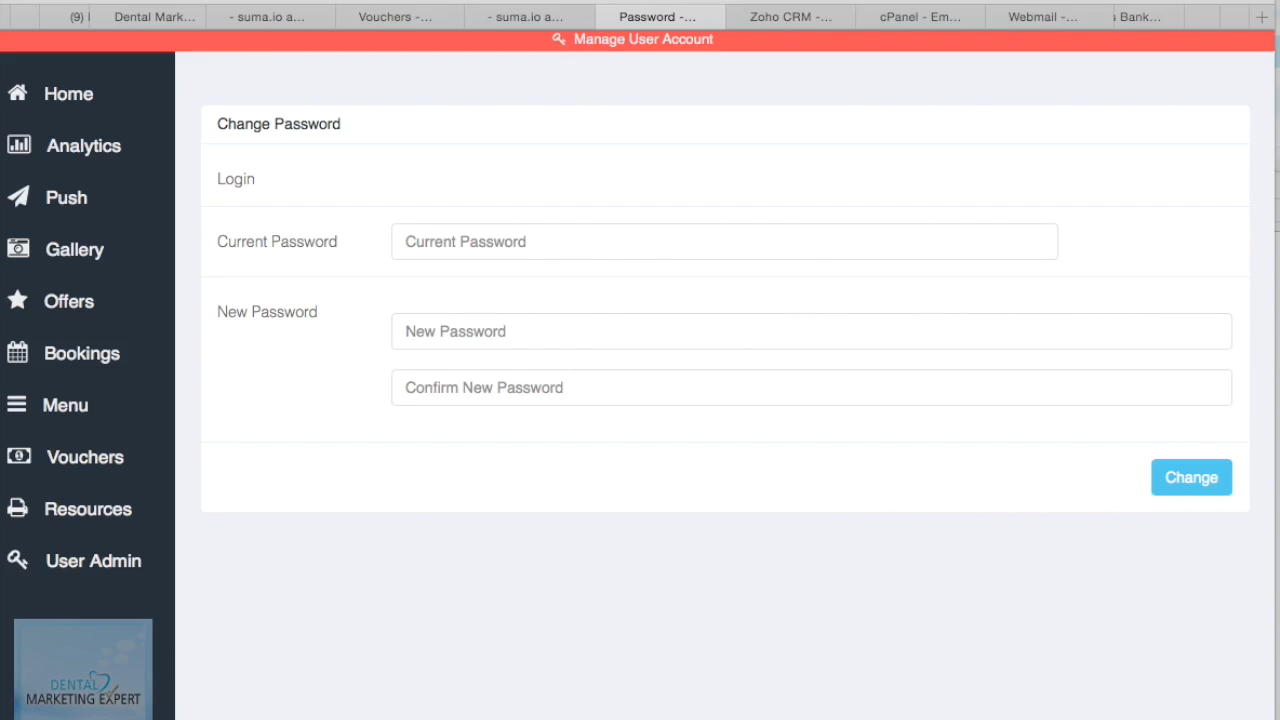 (9)
Dental Mark...
- suma.io a...
Vouchers -...
- suma.io a...
Password -...
Zoho CRM -...
cPanel - Em...
Webmail -...
Bank...
Manage User Account
Home
Analytics
Push
Gallery
Offers
Bookings
Menu
Vouchers
Resources
User Admin
DENTAL
MARKETING EXPERT
Change Password
Login
Current Password
Current Password
New Password
New Password
Confirm New Password
Change